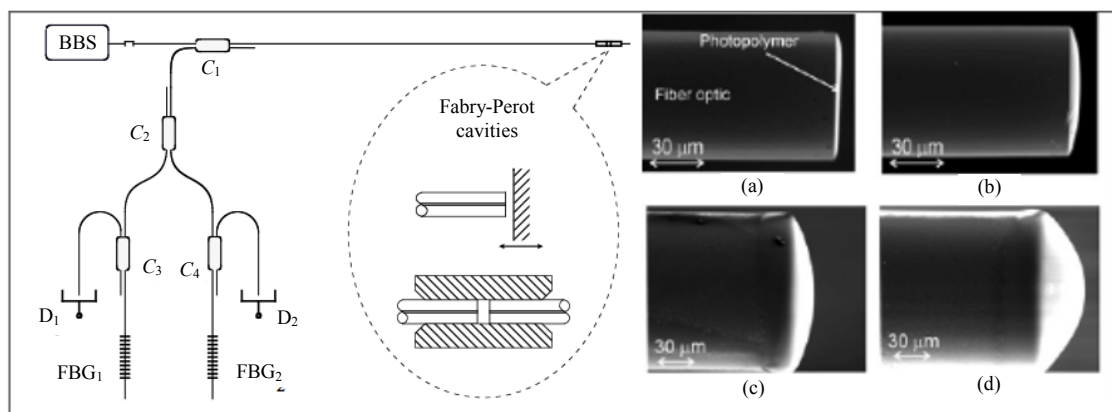 BBS
C1
C2
C3
C4
D1
D2
FBG1
FBG2
Fabry-Perot
cavities
Photopolymer
Fiber optic
30 µm
(a)
30 µm
(b)
30 µm
(c)
30 µm
(d)